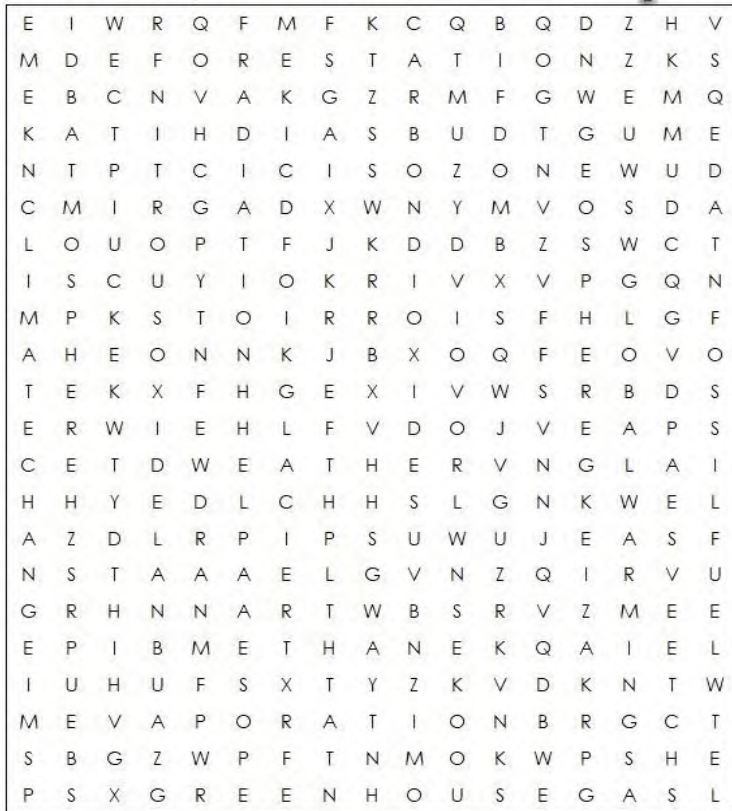 E I W R Q F M F K C Q B Q D Z H V
M D E F O R E S T A T I O N Z K S
E B C N V A K G Z R M F G W E M Q
K A T I H D I A S B U D T G U M E
N T P T C I C I S O Z O N E W U D
C M I R G A D X W N Y M V O S D A
L O U O P T F J K D D B Z S W C T
I S C U Y I O K R I V X V P G Q N
M P K S T O I R R O I S F H L G F
A H E O N N K J B X O Q F E O V O
T E K X F H G E X I V W S R B D S
E R W I E H L F V D O J V E A P S
C E T D W E A T H E R V N G L A I
H H Y E D L C H H S L G N K W E L
A Z D L R P I P S U W U J E A S F
N S T A A A E L G V N Z Q I R V U
G R H N N A R T W B S R V Z M E E
E P I B M E T H A N E K Q A I E L
I U H U F S X T Y Z K V D K N T W
M E V A P O R A T I O N B R G C T
S B G Z W P F T N M O K W P S H E
P S X G R E E N H O U S E G A S L